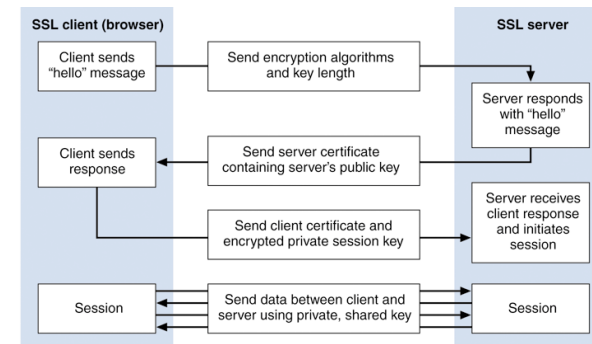 SSL client (browser)
SSL server
Client sends
“hello” message
Send encryption algorithms
and key length
Server responds
with “hello”
message
Send server certificate
containing server’s public key
Client sends
response
Send client certificate and
encrypted private session key
Server receives
client response
and initiates
session
Session
Send data between client and
server using private, shared key
Session